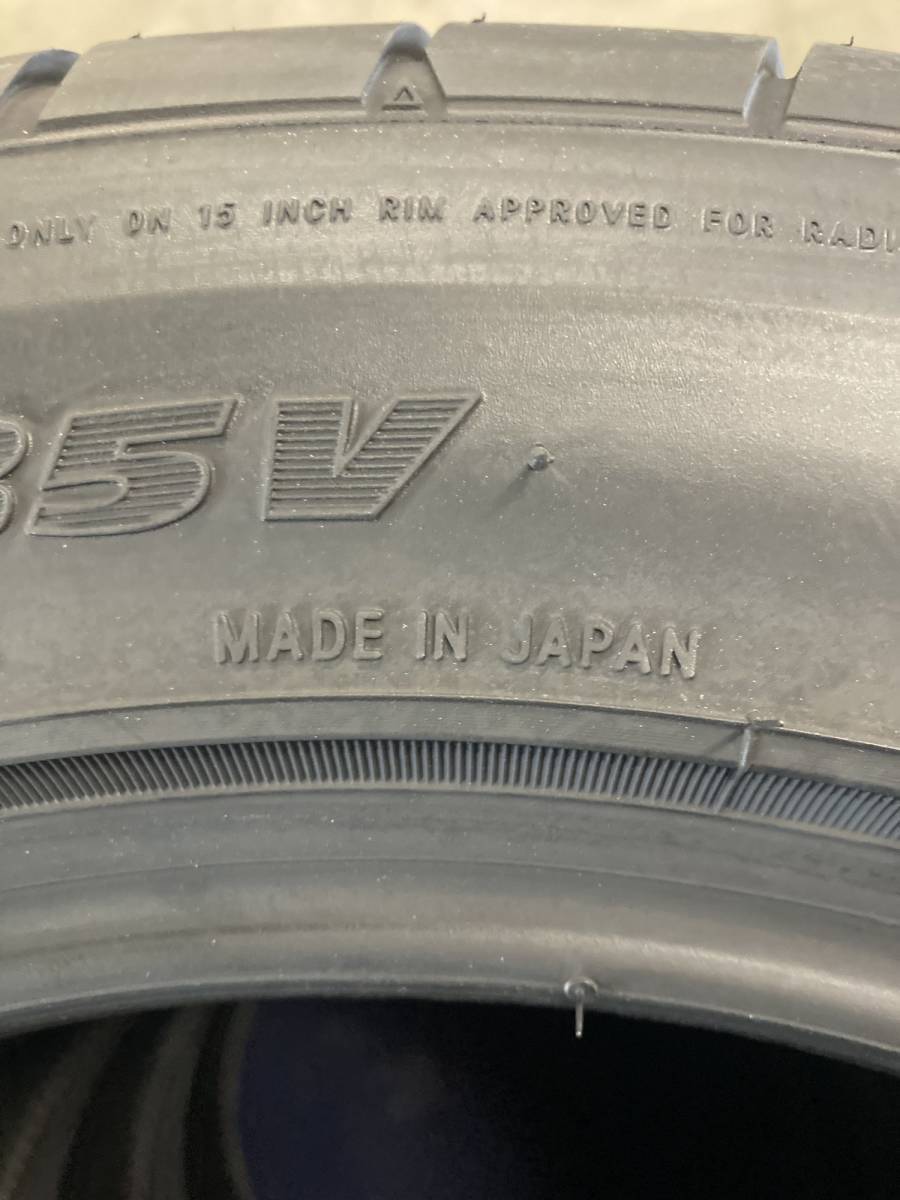 ONLY ON 15 INCH RIM APPROVED FOR
85V
MADE IN JAPAN